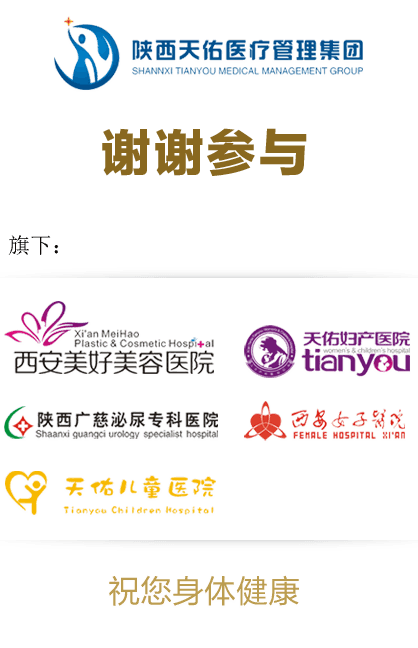 陕西天佑医疗管理集团
SHANNXI TIANYOU MEDICAL MANAGEMENT GROUP
谢谢参与
旗下：
Xi'an MeiHao
Plastic & Cosmetic Hospital
西安美好美容医院
天佑妇产医院
women's & children's hospital
tianyou
陕西广慈泌尿专科医院
Shaanxi guangci urology specialist hospital
西安女子医院
FEMALE HOSPITAL XI'AN
天佑儿童医院
Tianyou Children Hospital
祝您身体健康